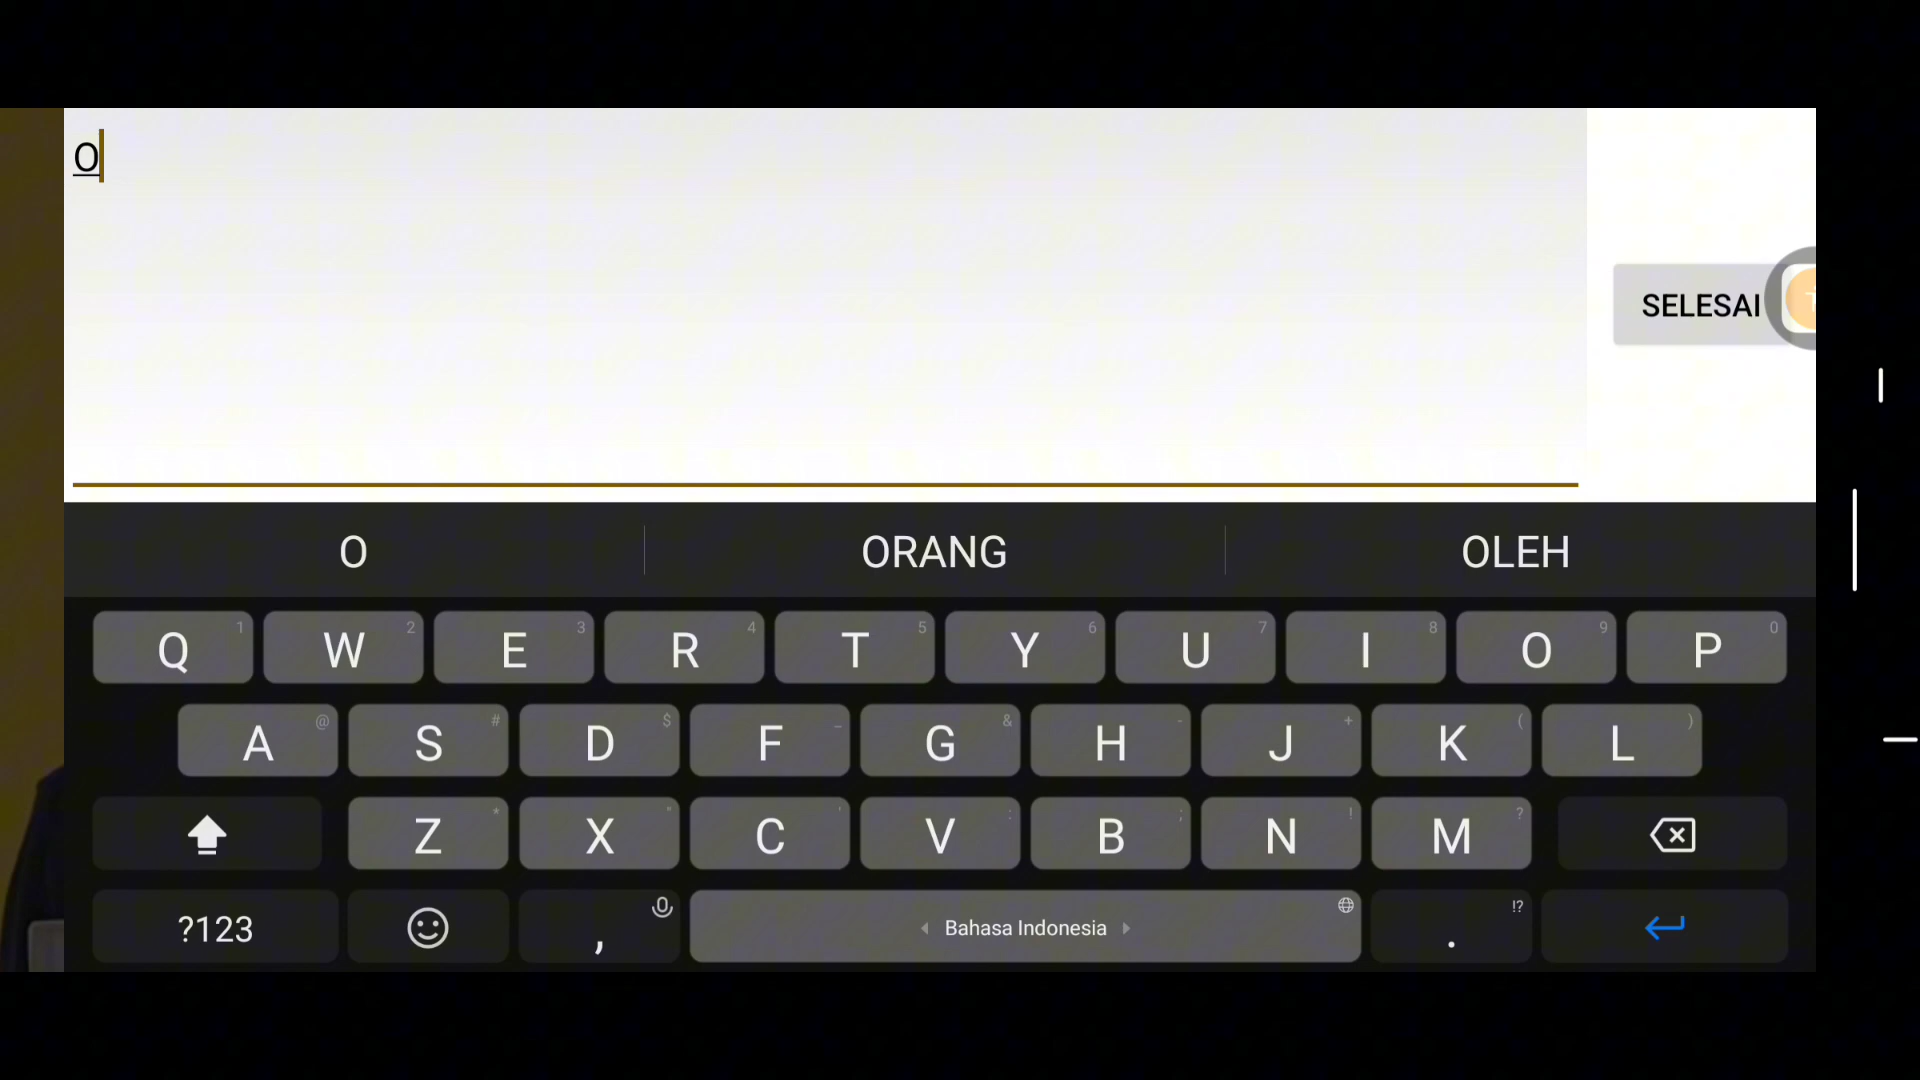 O
SELESAI
O ORANG OLEH
Q 1 W 2 E 3 R 4 T 5 Y 6 U 7 I 8 O 9 P 0
A @ S # D $ F _ G & H - J + K ( L )
Z * X " C ' V : B ; N ! M ?
?123 , Bahasa Indonesia . !?